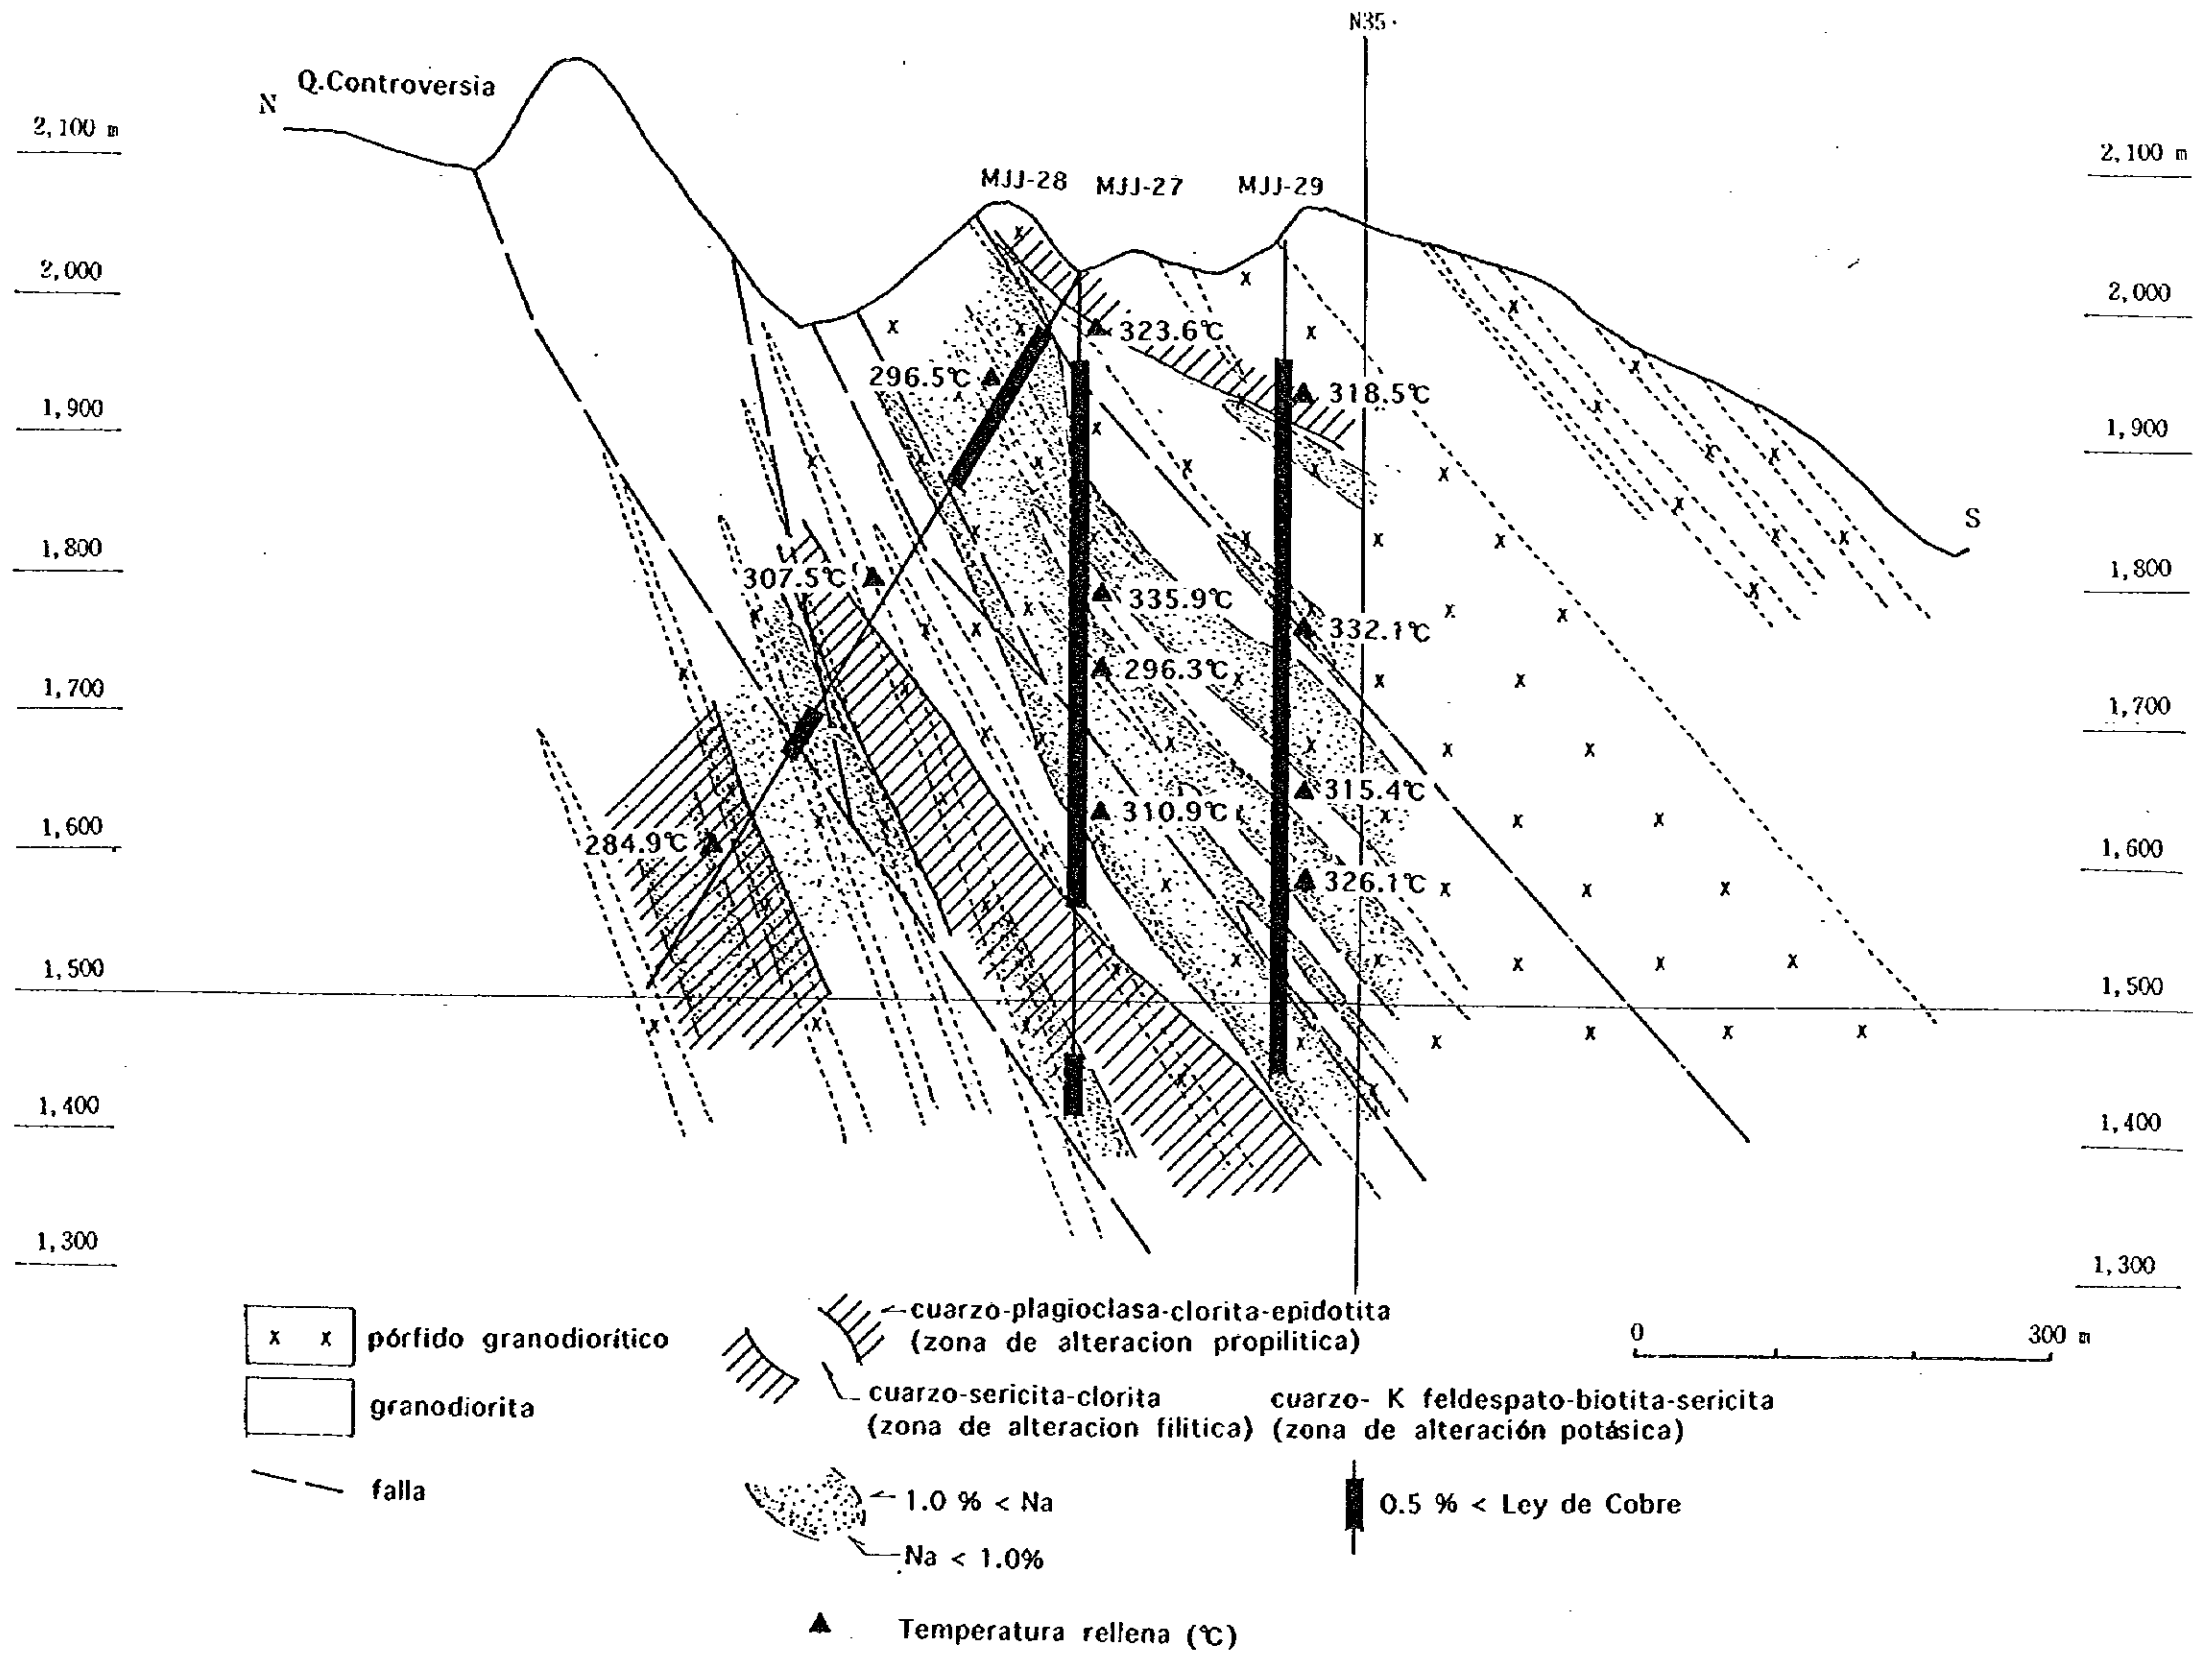 N35
Q.Controversia
N
2,100 m
2,100 m
MJJ-28
MJJ-27
MJJ-29
2,000
2,000
323.6℃
296.5℃
318.5℃
1,900
1,900
S
1,800
1,800
307.5℃
335.9℃
332.1℃
296.3℃
1,700
1,700
315.4℃
310.9℃
1,600
284.9℃
1,600
326.1℃
1,500
1,500
1,400
1,400
1,300
1,300
x x pórfido granodiorítico
granodiorita
falla
cuarzo-plagioclasa-clorita-epidotita
(zona de alteracion propilitica)
cuarzo-sericita-clorita
(zona de alteracion filitica)
cuarzo- K feldespato-biotita-sericita
(zona de alteración potásica)
1.0 % < Na
Na < 1.0%
0.5 % < Ley de Cobre
Temperatura rellena (℃)
0 300 m